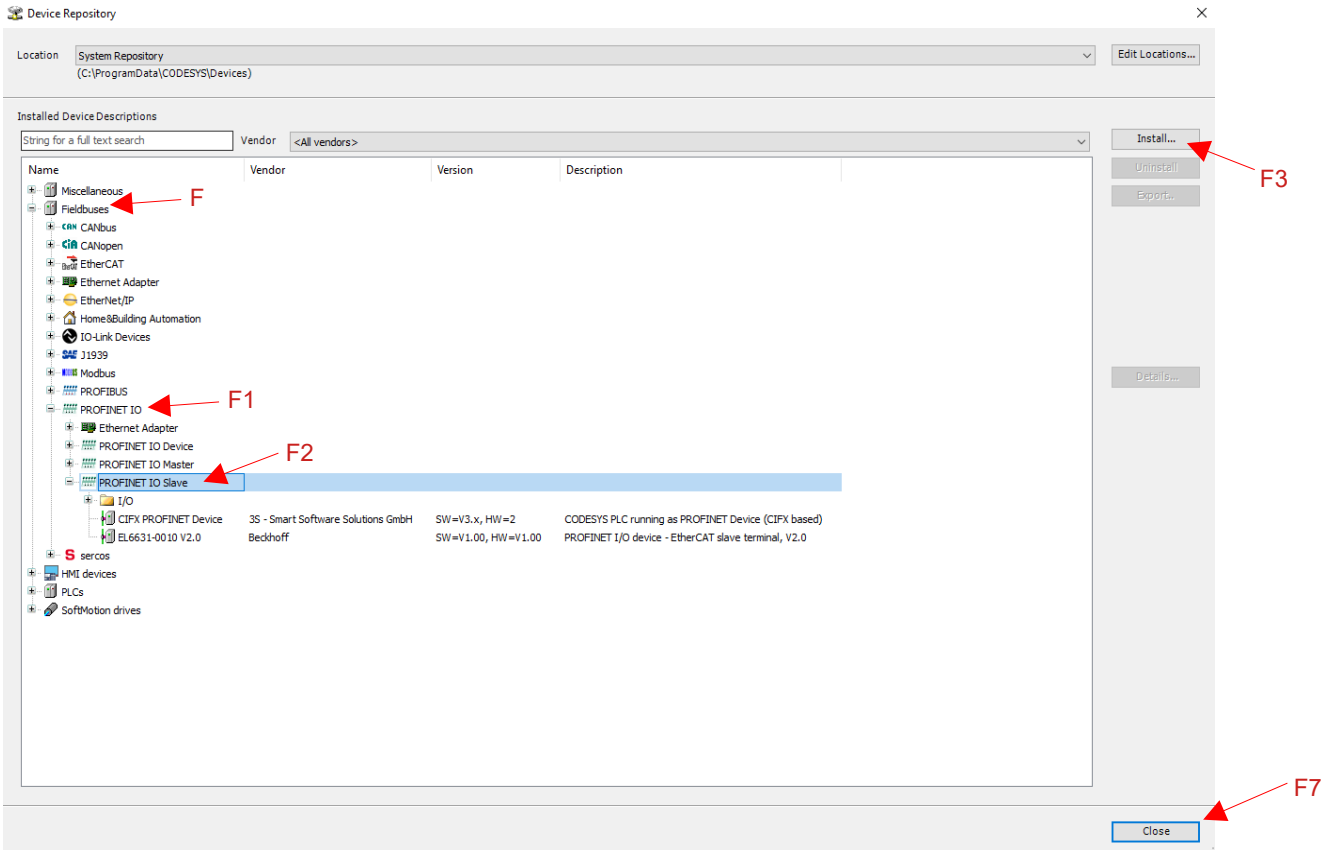 Device Repository
Location System Repository Edit Locations...
(C:\ProgramData\CODESYS\Devices)
Installed Device Descriptions
String for a full text search Vendor <All vendors> Install...
Name Vendor Version Description Uninstall
F3
Miscellaneous
Export...
F
Fieldbuses
CAN CANbus
CiA CANopen
EtherCAT
Ethernet Adapter
EtherNet/IP
Home&Building Automation
IO-Link Devices
SAE J1939
Modbus
Details...
PROFIBUS
F1
PROFINET IO
Ethernet Adapter
PROFINET IO Device
F2
PROFINET IO Master
PROFINET IO Slave
I/O
CIFX PROFINET Device 3S - Smart Software Solutions GmbH SW=V3.x, HW=2 CODESYS PLC running as PROFINET Device (CIFX based)
EL6631-0010 V2.0 Beckhoff SW=V1.00, HW=V1.00 PROFINET I/O device - EtherCAT slave terminal, V2.0
S sercos
HMI devices
PLCs
SoftMotion drives
F7
Close